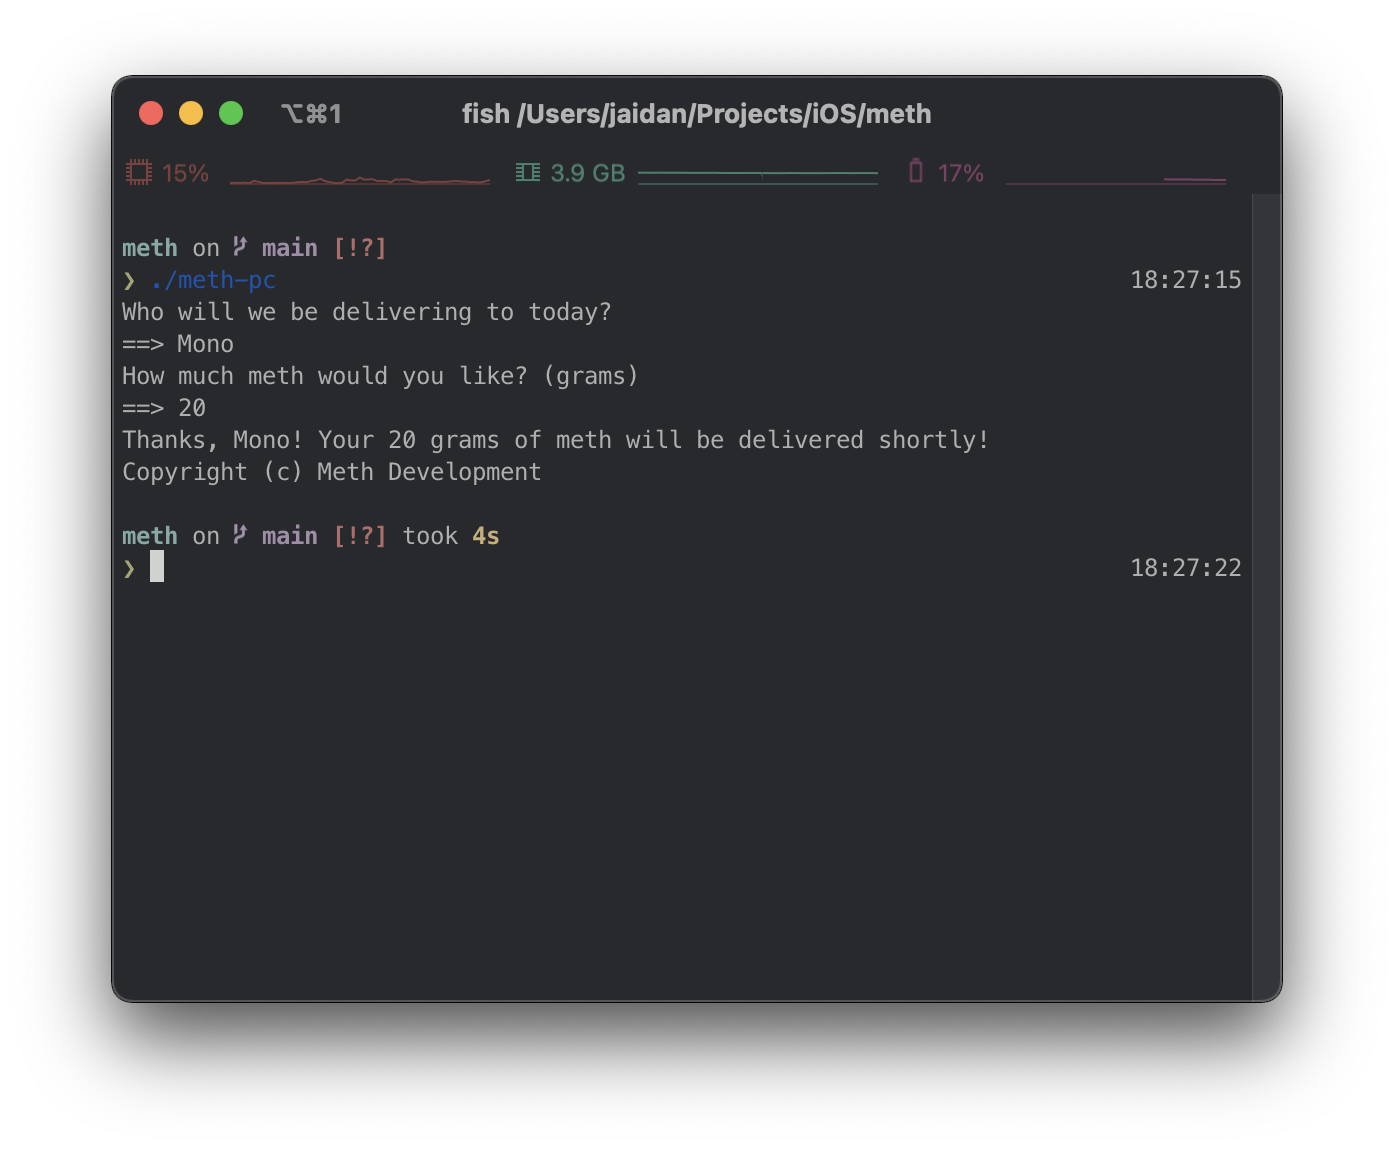 ⌥⌘1 fish /Users/jaidan/Projects/iOS/meth
15% 3.9 GB 17%
meth on main [!?]
❯ ./meth-pc 18:27:15
Who will we be delivering to today?
==> Mono
How much meth would you like? (grams)
==> 20
Thanks, Mono! Your 20 grams of meth will be delivered shortly!
Copyright (c) Meth Development
meth on main [!?] took 4s
❯ 18:27:22